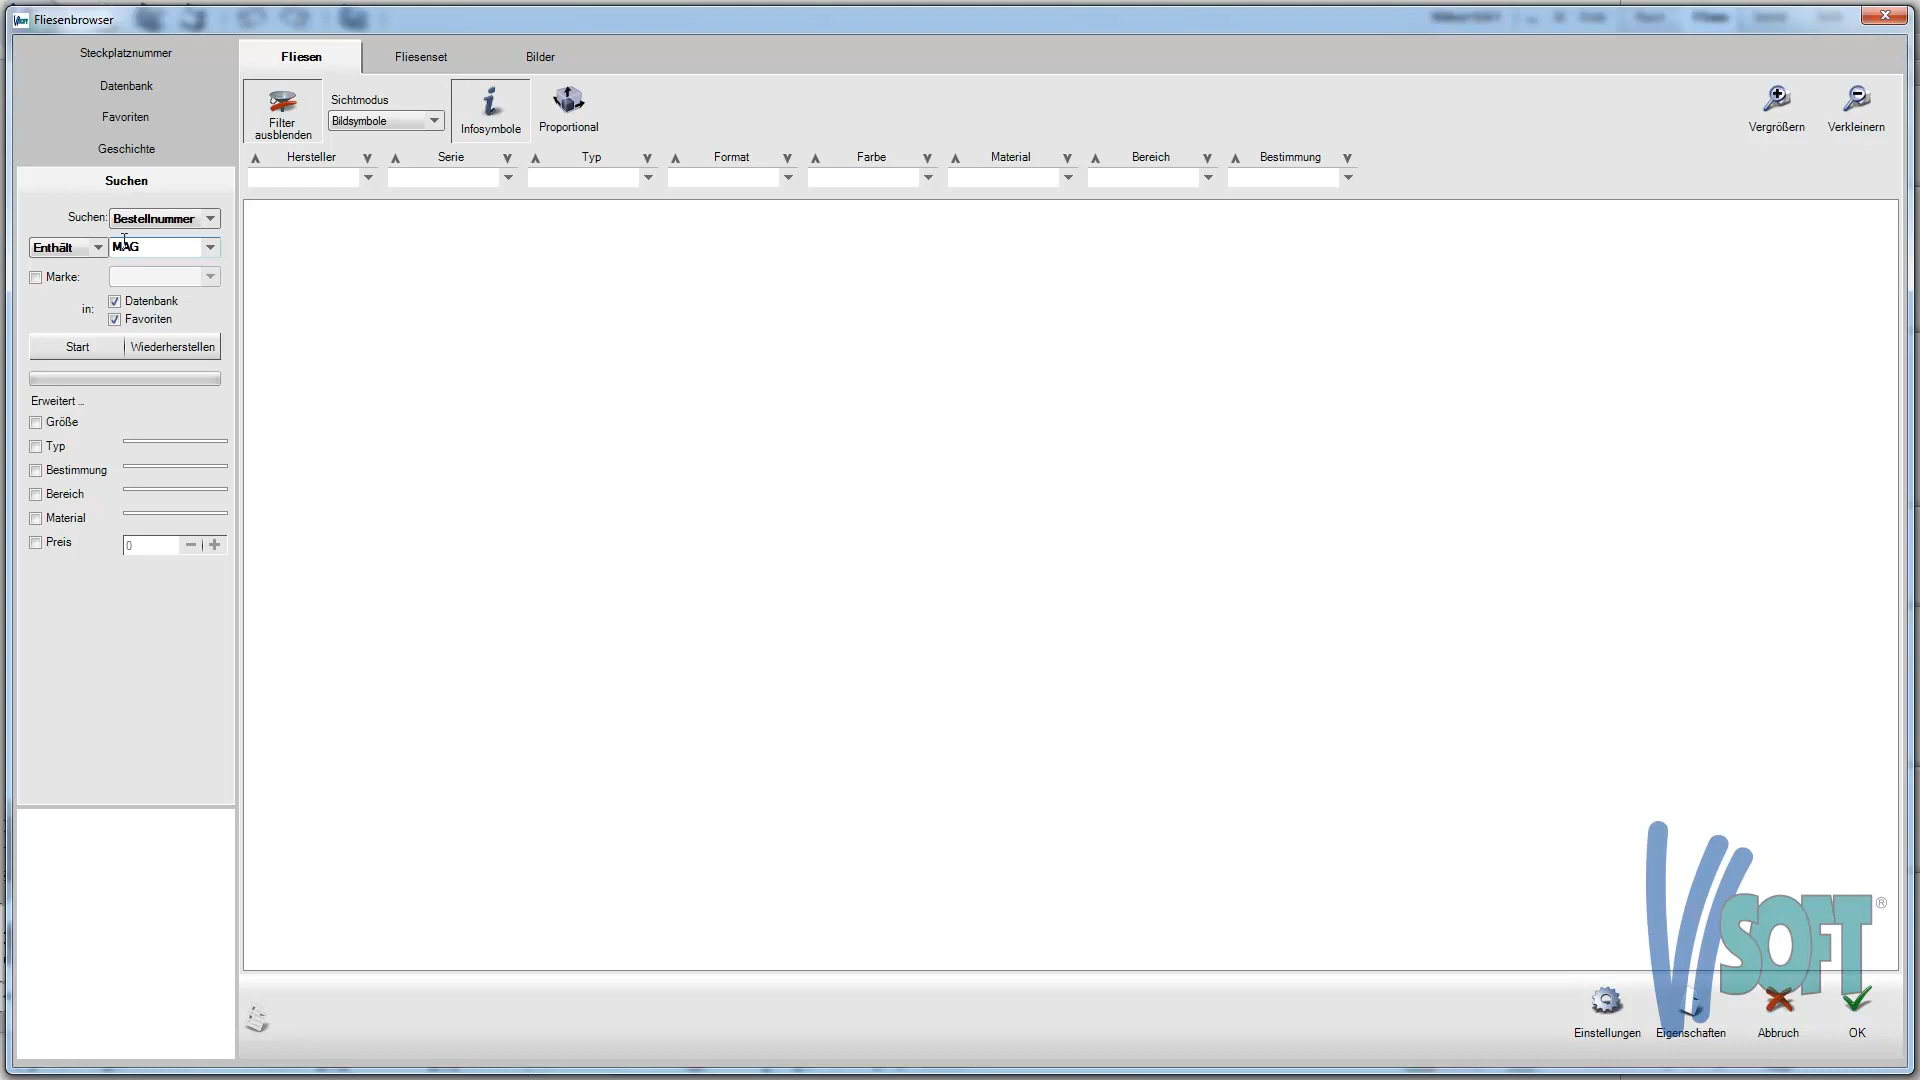 Fliesenbrowser
Steckplatznummer
Datenbank
Favoriten
Geschichte
Suchen
Suchen: Bestellnummer
Enthält MAG
Marke:
in: Datenbank
Favoriten
Start Wiederherstellen
Erweitert ...
Größe
Typ
Bestimmung
Bereich
Material
Preis 0
Fliesen Fliesenset Bilder
Filter ausblenden
Sichtmodus
Bildsymbole
Infosymbole
Proportional
Vergrößern
Verkleinern
Hersteller Serie Typ Format Farbe Material Bereich Bestimmung
ViSOFT®
Einstellungen Eigenschaften Abbruch OK